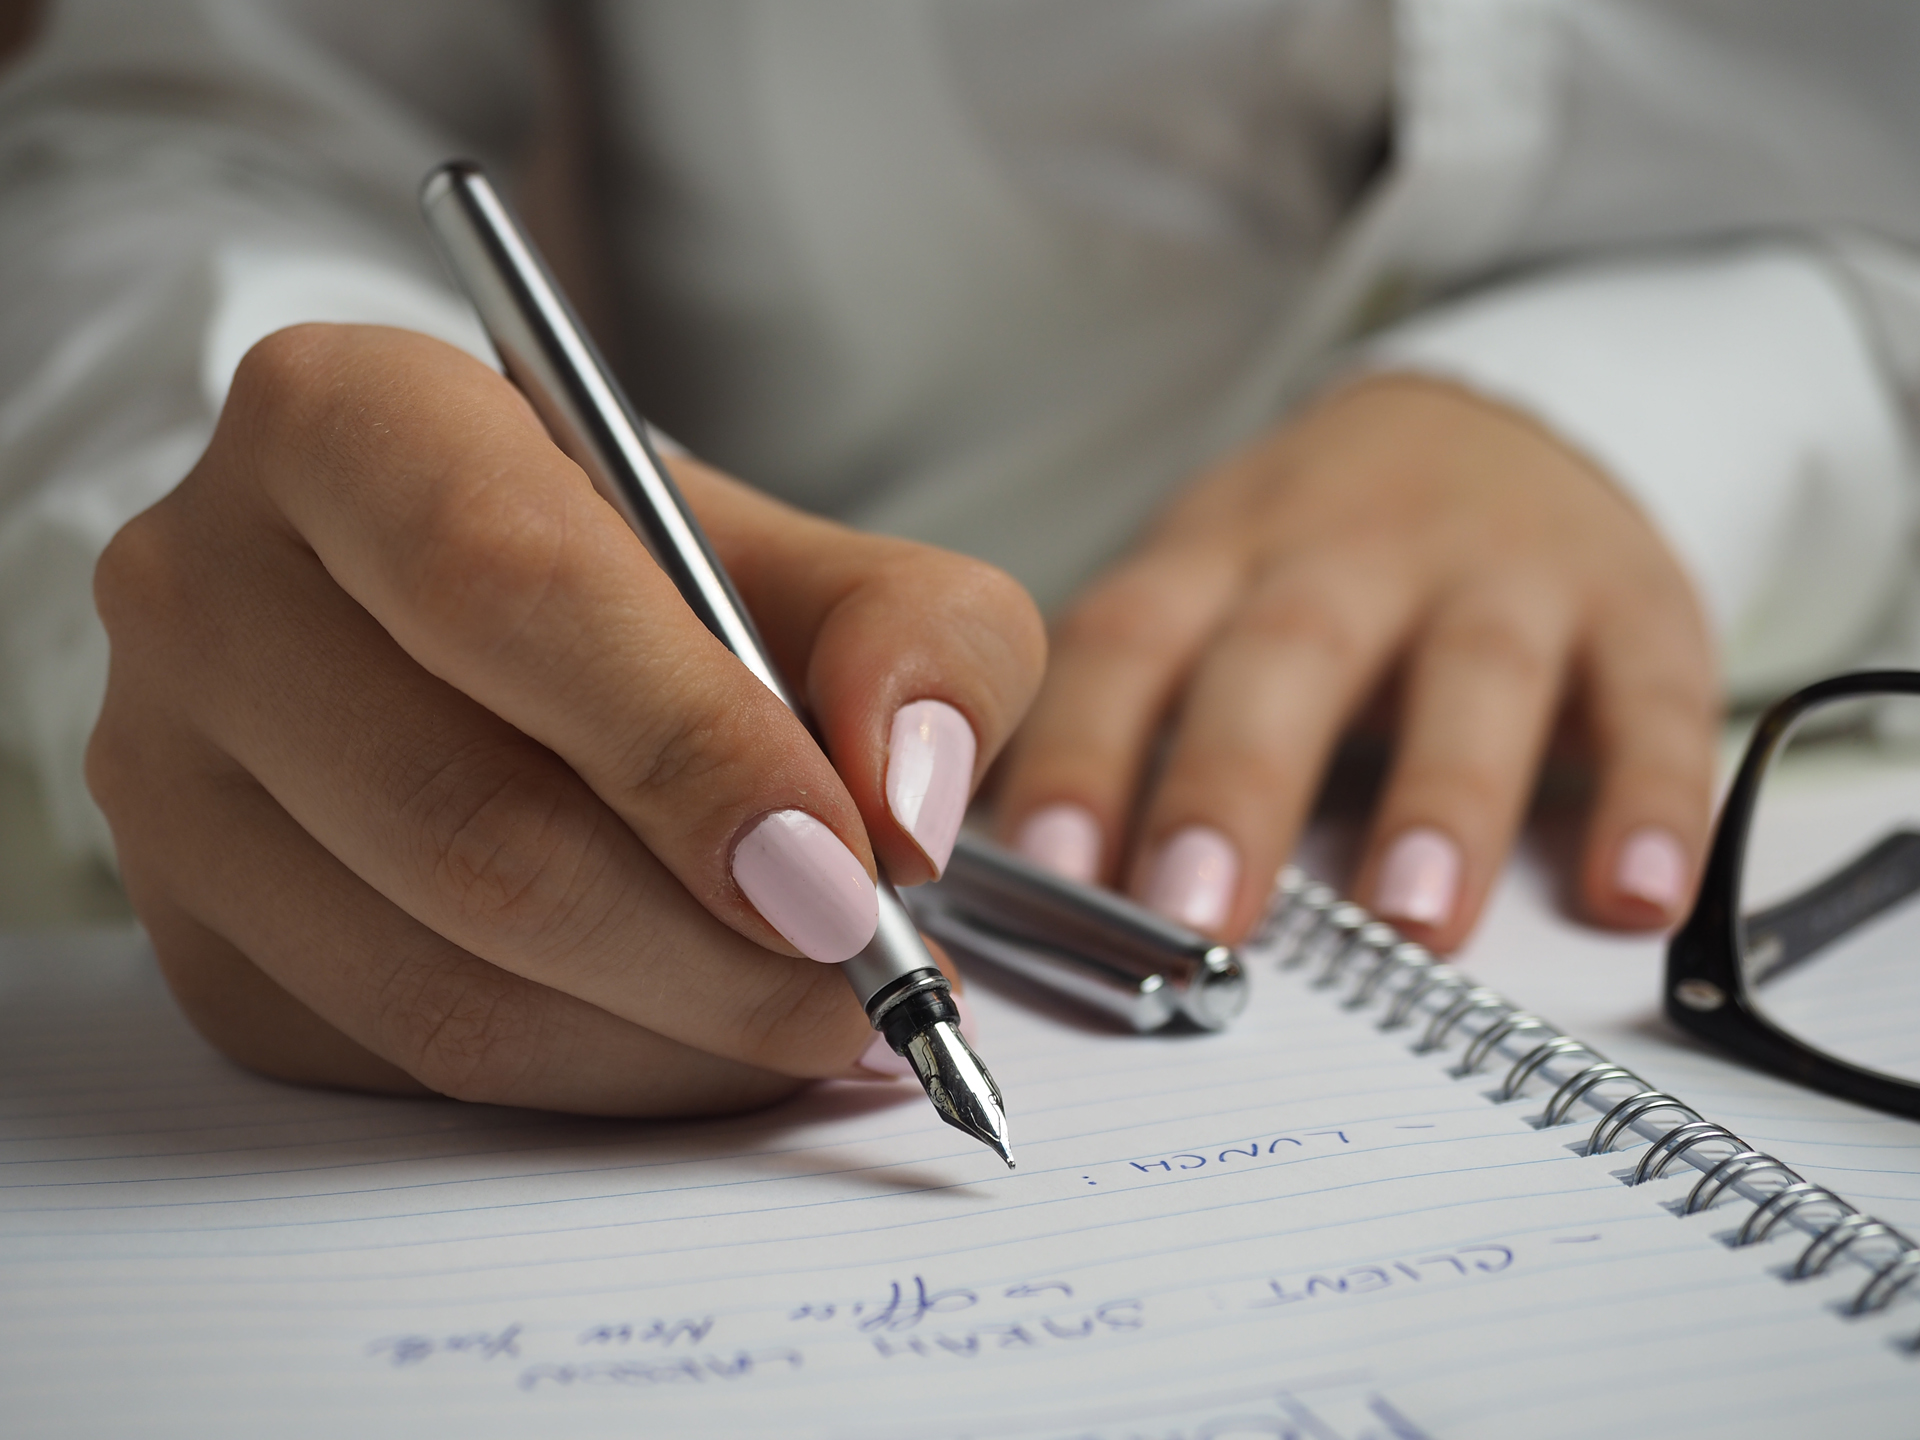 - CLIENT : SARAH LARSON
↳ office New York
- LUNCH :